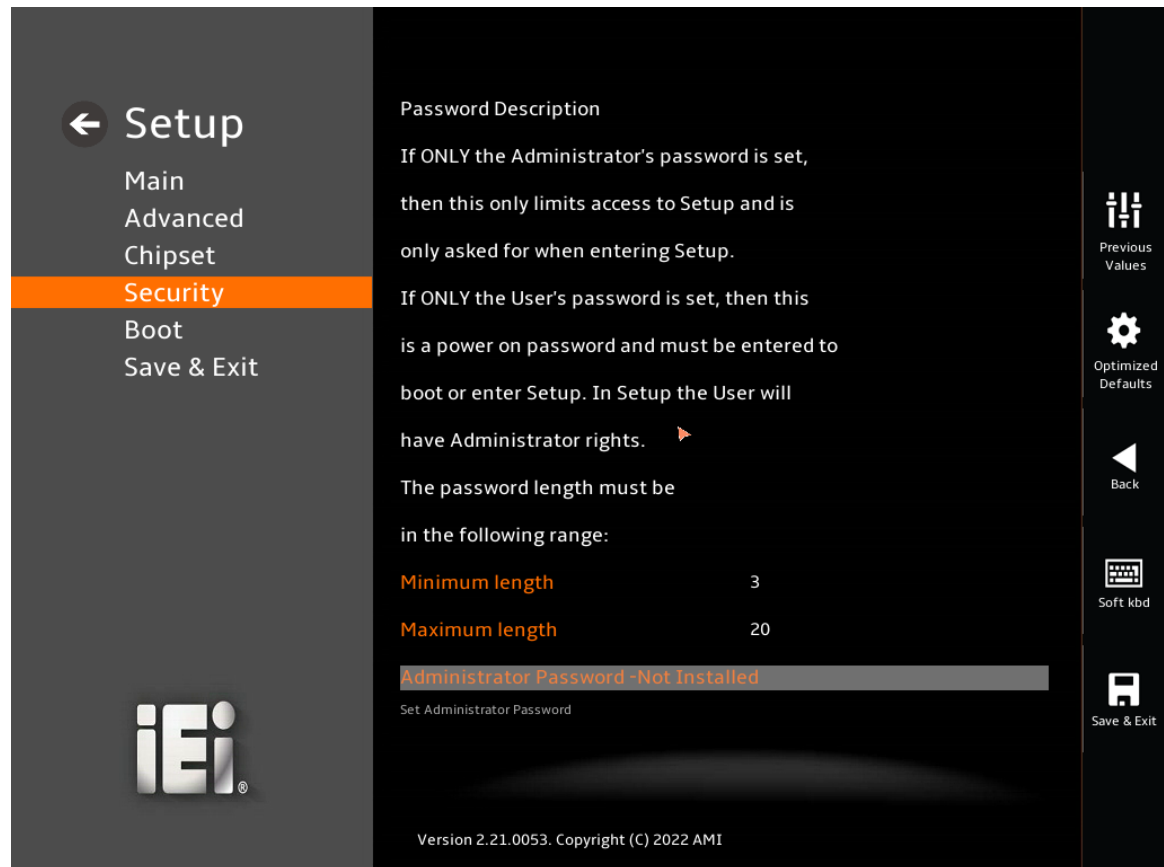 Setup
Main
Advanced
Chipset
Security
Boot
Save & Exit
Password Description
If ONLY the Administrator's password is set,
then this only limits access to Setup and is
only asked for when entering Setup.
If ONLY the User's password is set, then this
is a power on password and must be entered to
boot or enter Setup. In Setup the User will
have Administrator rights.
The password length must be
in the following range:
Minimum length 3
Maximum length 20
Administrator Password -Not Installed
Set Administrator Password
Version 2.21.0053. Copyright (C) 2022 AMI
Previous
Values
Optimized
Defaults
Back
Soft kbd
Save & Exit
iEi®